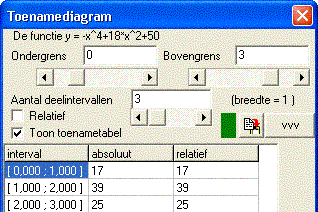 Toenamediagram
De functie y = -x^4+18*x^2+50
Ondergrens 0 Bovengrens 3
Aantal deelintervallen 3 (breedte = 1 )
Relatief
Toon toenametabel vvv
interval absoluut relatief
[ 0,000 ; 1,000 ] 17 17
[ 1,000 ; 2,000 ] 39 39
[ 2,000 ; 3,000 ] 25 25